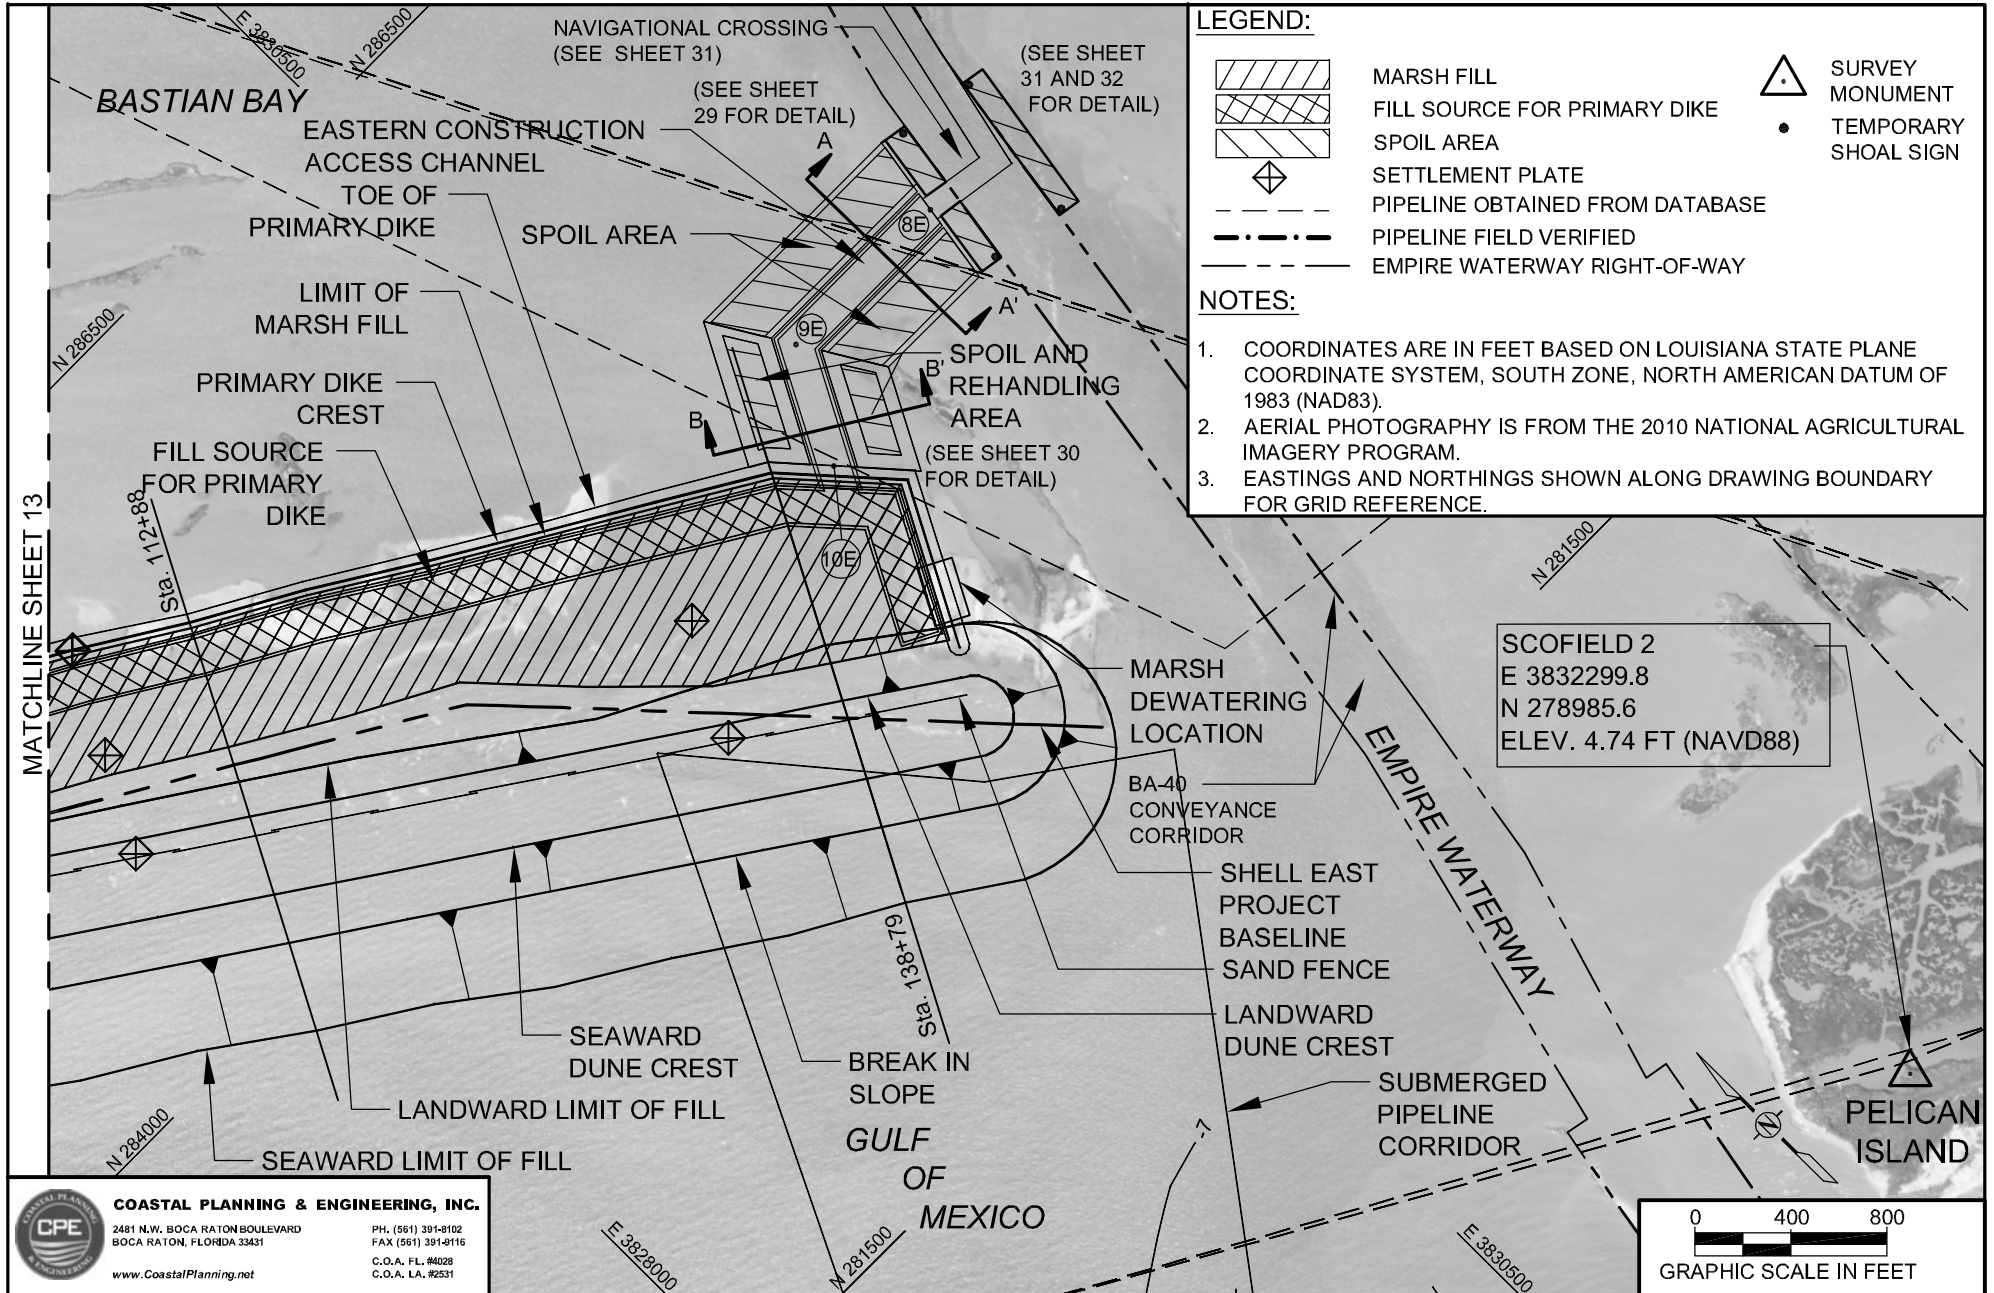 E 3830500
N 286500
BASTIAN BAY
NAVIGATIONAL CROSSING
(SEE SHEET 31)
(SEE SHEET
29 FOR DETAIL)
(SEE SHEET
31 AND 32
FOR DETAIL)
EASTERN CONSTRUCTION
ACCESS CHANNEL
TOE OF
PRIMARY DIKE
SPOIL AREA
A
A'
8E
9E
LIMIT OF
MARSH FILL
N 286500
PRIMARY DIKE
CREST
SPOIL AND
REHANDLING
AREA
B
B'
(SEE SHEET 30
FOR DETAIL)
FILL SOURCE
FOR PRIMARY
DIKE
Sta. 112+88
10E
MATCHLINE SHEET 13
LEGEND:
MARSH FILL
FILL SOURCE FOR PRIMARY DIKE
SPOIL AREA
SETTLEMENT PLATE
PIPELINE OBTAINED FROM DATABASE
PIPELINE FIELD VERIFIED
EMPIRE WATERWAY RIGHT-OF-WAY
SURVEY
MONUMENT
TEMPORARY
SHOAL SIGN
NOTES:
1. COORDINATES ARE IN FEET BASED ON LOUISIANA STATE PLANE
COORDINATE SYSTEM, SOUTH ZONE, NORTH AMERICAN DATUM OF
1983 (NAD83).
2. AERIAL PHOTOGRAPHY IS FROM THE 2010 NATIONAL AGRICULTURAL
IMAGERY PROGRAM.
3. EASTINGS AND NORTHINGS SHOWN ALONG DRAWING BOUNDARY
FOR GRID REFERENCE.
N 281500
SCOFIELD 2
E 3832299.8
N 278985.6
ELEV. 4.74 FT (NAVD88)
MARSH
DEWATERING
LOCATION
BA-40
CONVEYANCE
CORRIDOR
EMPIRE WATERWAY
SHELL EAST
PROJECT
BASELINE
SAND FENCE
LANDWARD
DUNE CREST
SUBMERGED
PIPELINE
CORRIDOR
Sta. 138+79
SEAWARD
DUNE CREST
BREAK IN
SLOPE
LANDWARD LIMIT OF FILL
SEAWARD LIMIT OF FILL
N 284000
GULF
OF
MEXICO
-7
N
PELICAN
ISLAND
E 3828000
N 281500
E 3830500
0 400 800
GRAPHIC SCALE IN FEET
COASTAL PLANNING
CPE
& ENGINEERING
COASTAL PLANNING & ENGINEERING, INC.
2481 N.W. BOCA RATON BOULEVARD
BOCA RATON, FLORIDA 33431
www.CoastalPlanning.net
PH. (561) 391-8102
FAX (561) 391-9116
C.O.A. FL. #4028
C.O.A. LA. #2531